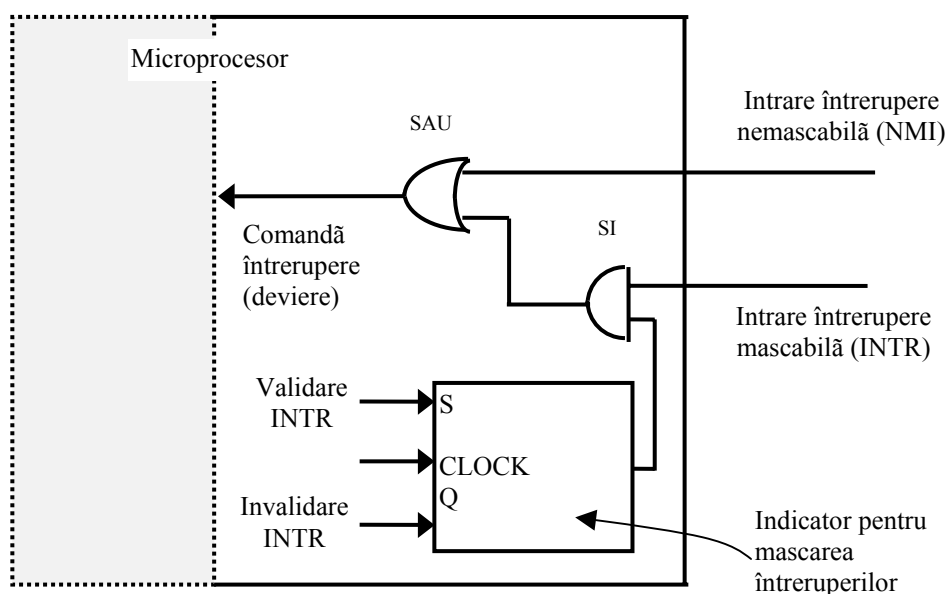 Microprocesor
Intrare întrerupere
nemascabilã (NMI)
SAU
Comandã
întrerupere
(deviere)
SI
Intrare întrerupere
mascabilã (INTR)
Validare
INTR
S
CLOCK
Q
Invalidare
INTR
Indicator pentru
mascarea
întreruperilor